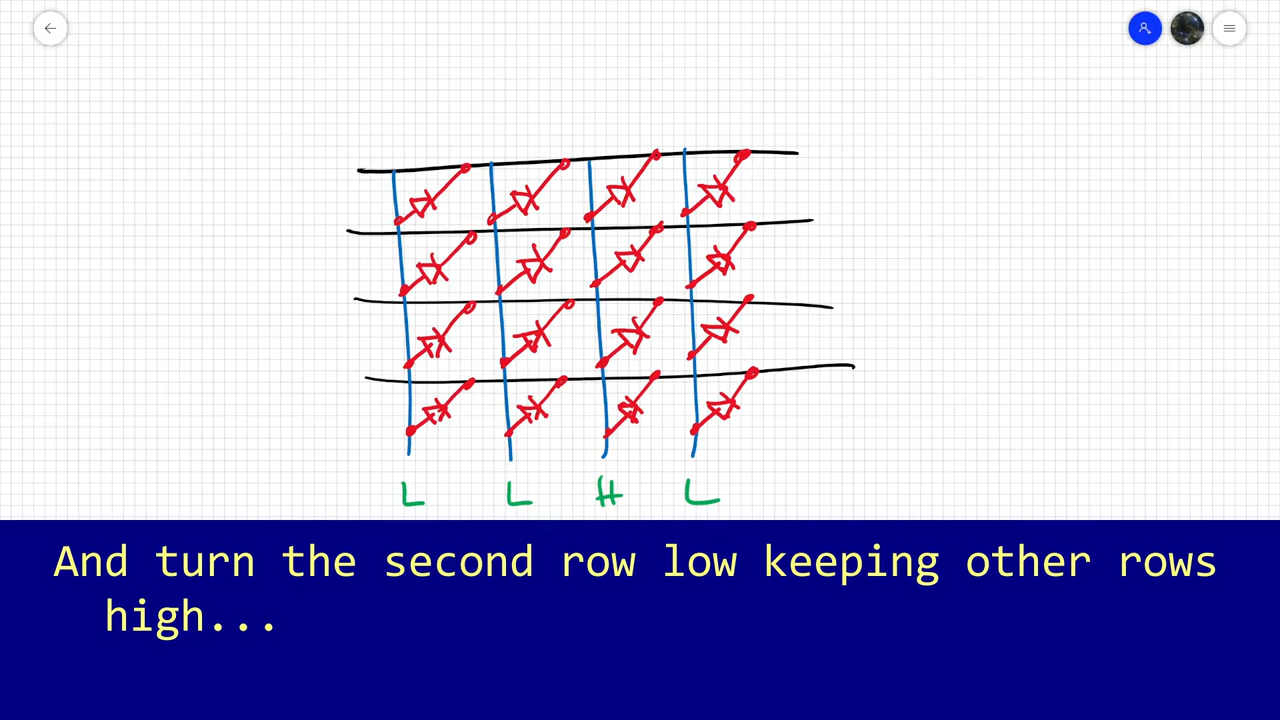 L L H L
And turn the second row low keeping other rows
high...